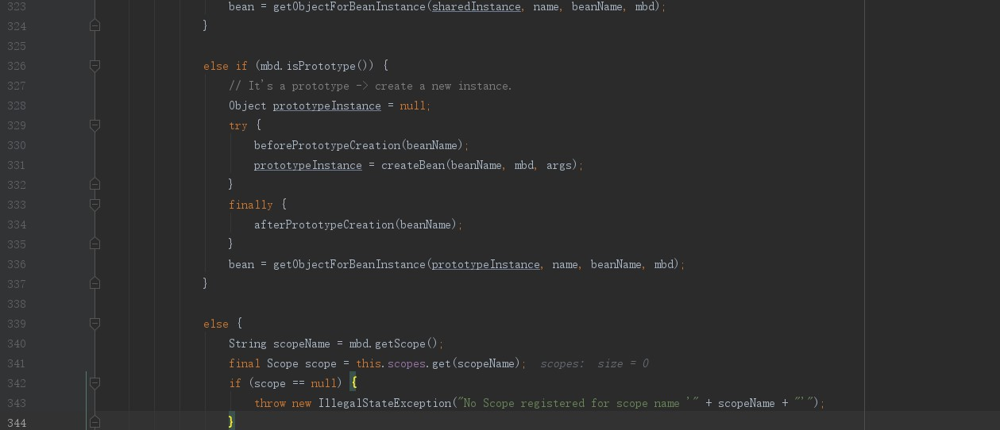 323 bean = getObjectForBeanInstance(sharedInstance, name, beanName, mbd);
324 }
325
326 else if (mbd.isPrototype()) {
327 // It's a prototype -> create a new instance.
328 Object prototypeInstance = null;
329 try {
330 beforePrototypeCreation(beanName);
331 prototypeInstance = createBean(beanName, mbd, args);
332 }
333 finally {
334 afterPrototypeCreation(beanName);
335 }
336 bean = getObjectForBeanInstance(prototypeInstance, name, beanName, mbd);
337 }
338
339 else {
340 String scopeName = mbd.getScope();
341 final Scope scope = this.scopes.get(scopeName); scopes: size = 0
342 if (scope == null) {
343 throw new IllegalStateException("No Scope registered for scope name '" + scopeName + "'");
344 }